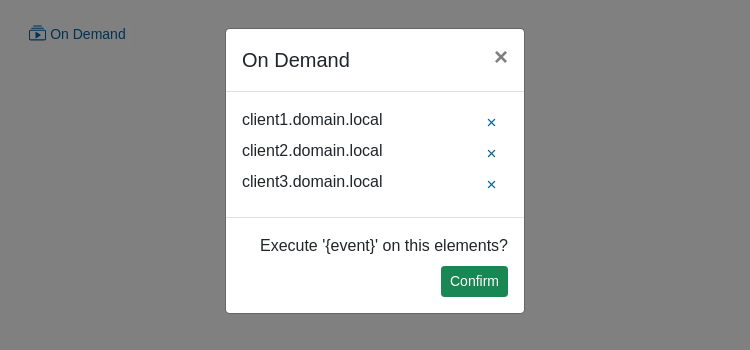 On Demand
On Demand ×
client1.domain.local ×
client2.domain.local ×
client3.domain.local ×
Execute '{event}' on this elements?
Confirm